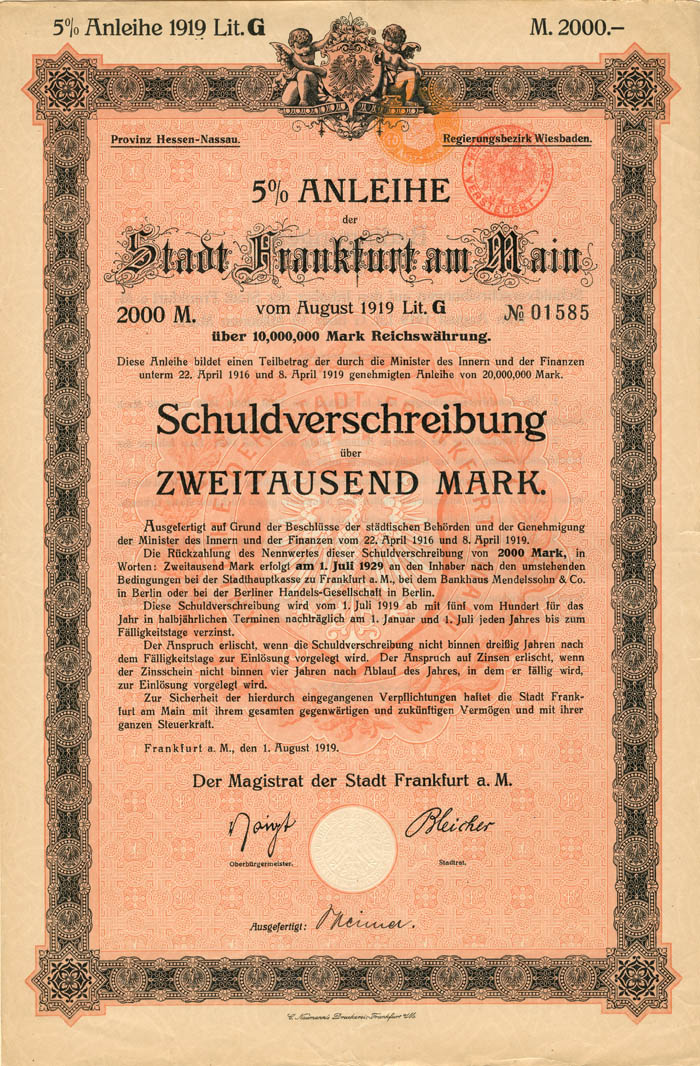 5% Anleihe 1919 Lit. G
M. 2000.–
Provinz Hessen-Nassau.
Regierungsbezirk Wiesbaden.
VERSTEUERT
5% ANLEIHE
der
Stadt Frankfurt am Main
2000 M.
vom August 1919 Lit. G
№ 01585
über 10,000,000 Mark Reichswährung.
Diese Anleihe bildet einen Teilbetrag der durch die Minister des Innern und der Finanzen
unterm 22. April 1916 und 8. April 1919 genehmigten Anleihe von 20,000,000 Mark.
Schuldverschreibung
über
ZWEITAUSEND MARK.
Ausgefertigt auf Grund der Beschlüsse der städtischen Behörden und der Genehmigung
der Minister des Innern und der Finanzen vom 22. April 1916 und 8. April 1919.
Die Rückzahlung des Nennwertes dieser Schuldverschreibung von 2000 Mark, in
Worten: Zweitausend Mark erfolgt am 1. Juli 1929 an den Inhaber nach den umstehenden
Bedingungen bei der Stadthauptkasse zu Frankfurt a. M., bei dem Bankhaus Mendelssohn & Co.
in Berlin oder bei der Berliner Handels-Gesellschaft in Berlin.
Diese Schuldverschreibung wird vom 1. Juli 1919 ab mit fünf vom Hundert für das
Jahr in halbjährlichen Terminen nachträglich am 1. Januar und 1. Juli jeden Jahres bis zum
Fälligkeitstage verzinst.
Der Anspruch erlischt, wenn die Schuldverschreibung nicht binnen dreißig Jahren nach
dem Fälligkeitstage zur Einlösung vorgelegt wird. Der Anspruch auf Zinsen erlischt, wenn
der Zinsschein nicht binnen vier Jahren nach Ablauf des Jahres, in dem er fällig wird,
zur Einlösung vorgelegt wird.
Zur Sicherheit der hierdurch eingegangenen Verpflichtungen haftet die Stadt Frank-
furt am Main mit ihrem gesamten gegenwärtigen und zukünftigen Vermögen und mit ihrer
ganzen Steuerkraft.
Frankfurt a. M., den 1. August 1919.
Der Magistrat der Stadt Frankfurt a. M.
Voigt
Bleicher
Oberbürgermeister.
Stadtrat.
Ausgefertigt:
C. Naumann's Druckerei, Frankfurt a/M.